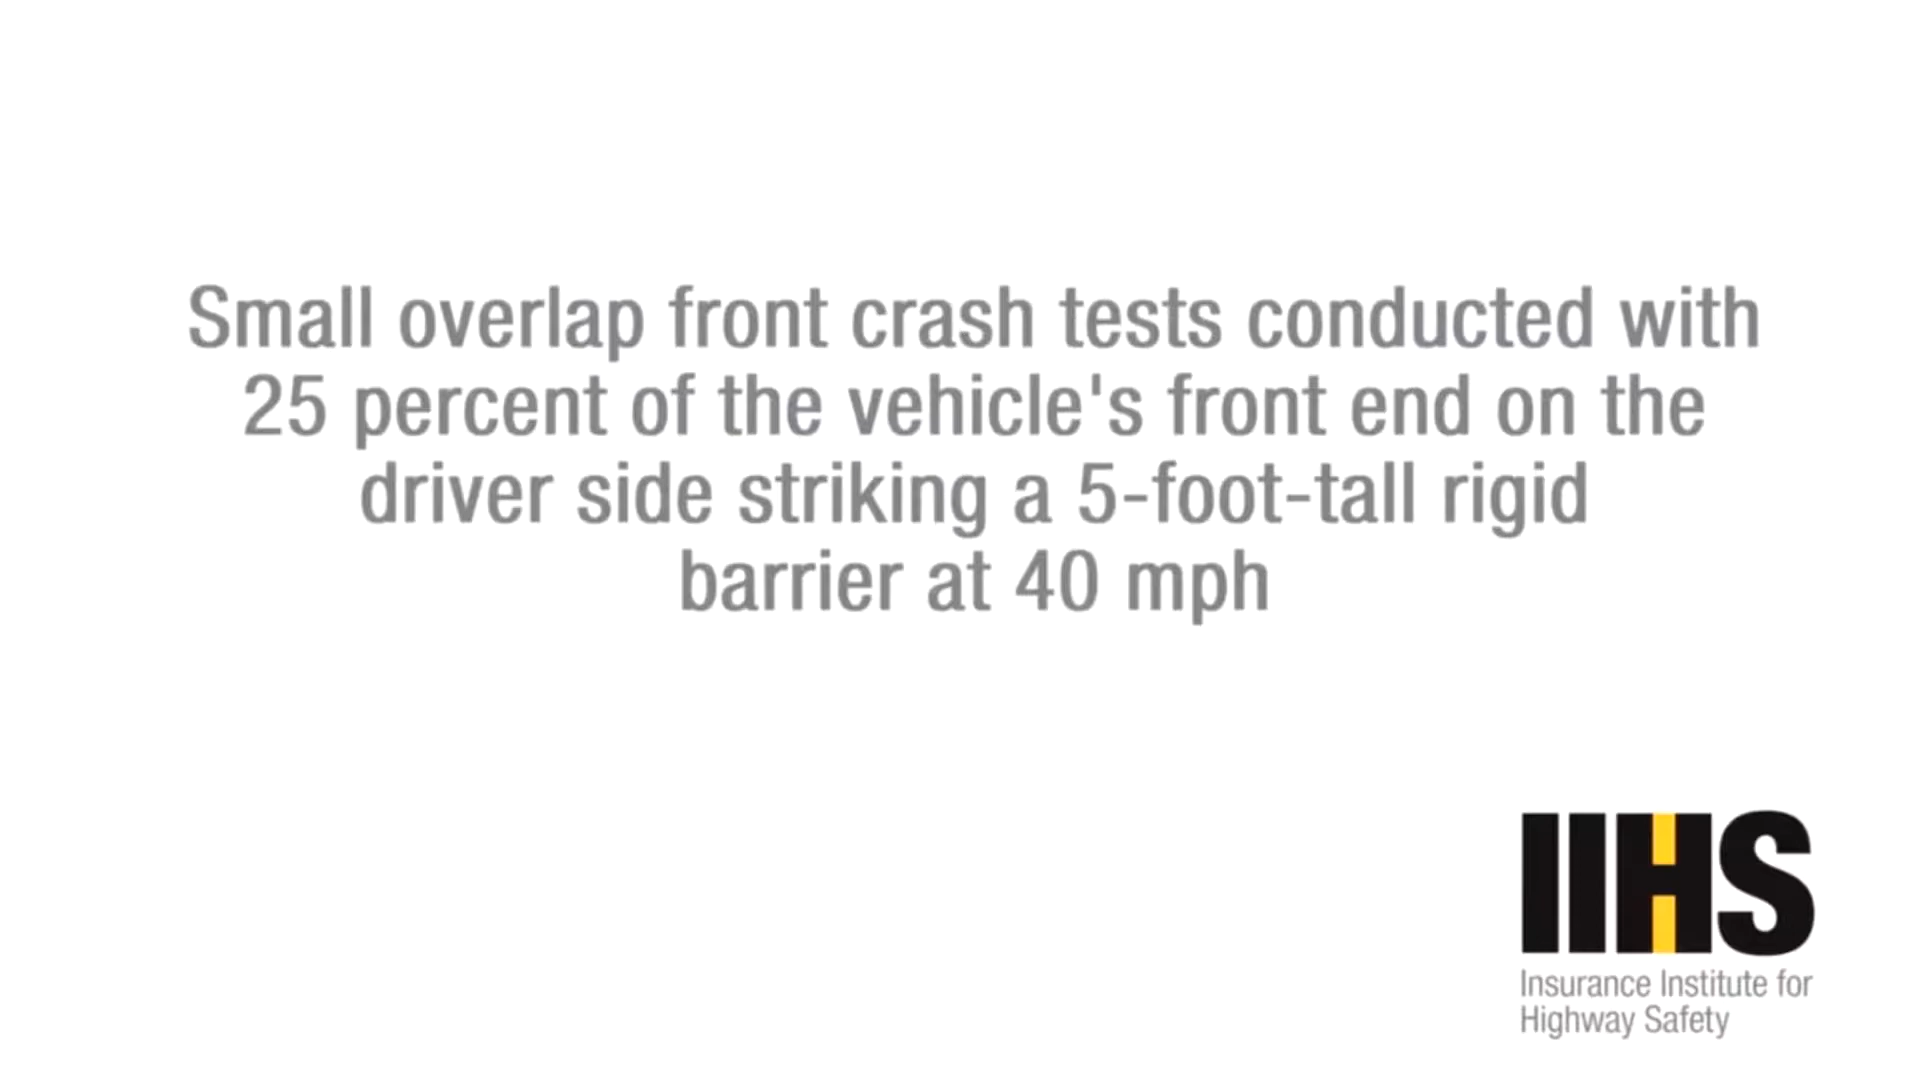 Small overlap front crash tests conducted with
25 percent of the vehicle's front end on the
driver side striking a 5-foot-tall rigid
barrier at 40 mph
IIHS
Insurance Institute for
Highway Safety